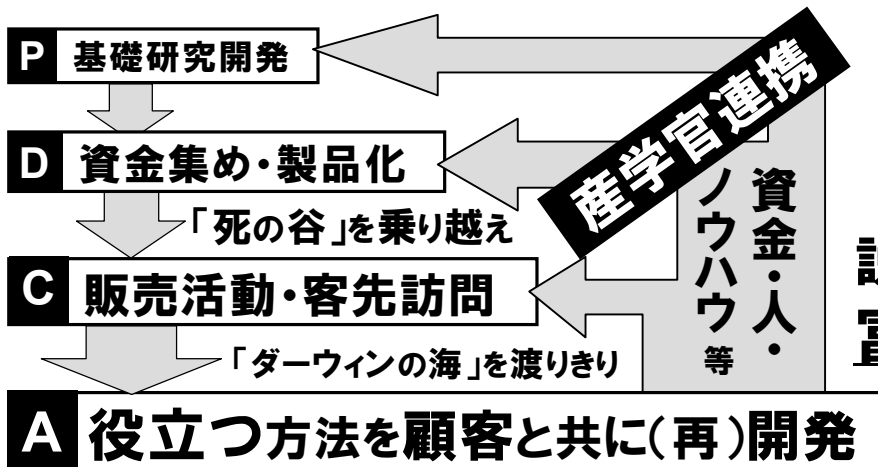 P 基礎研究開発
D 資金集め・製品化
「死の谷」を乗り越え
C 販売活動・客先訪問
「ダーウィンの海」を渡りきり
A 役立つ方法を顧客と共に(再)開発
産学官連携
資金・人・
ノウハウ等